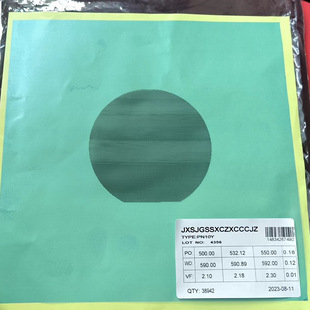 JXSJGSSXCZXCCCJZ
TYPE:PN10Y
LOT NO: 4356
PO: 500.00 532.12 550.00 0.16
WD: 590.00 590.89 592.00 0.12
VF: 2.10 2.18 2.30 0.01
QTY: 38942 2023-08-11